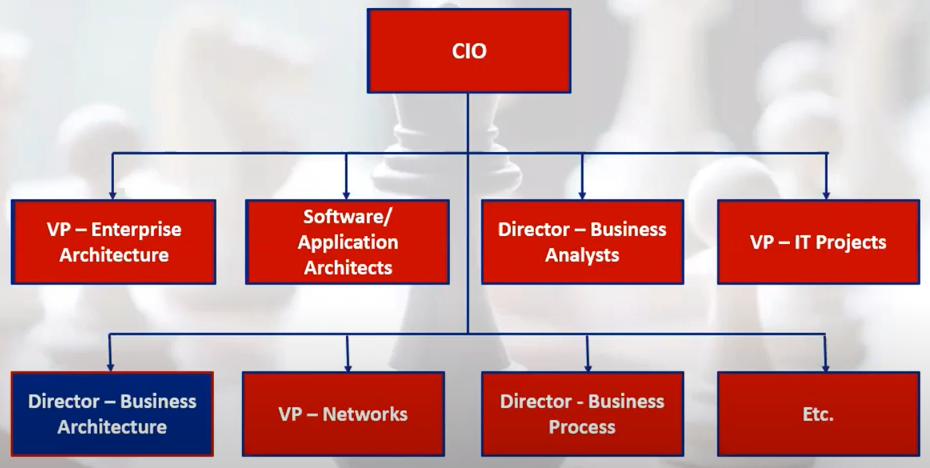 CIO
VP – Enterprise
Architecture
Software/
Application
Architects
Director – Business
Analysts
VP – IT Projects
Director – Business
Architecture
VP – Networks
Director - Business
Process
Etc.